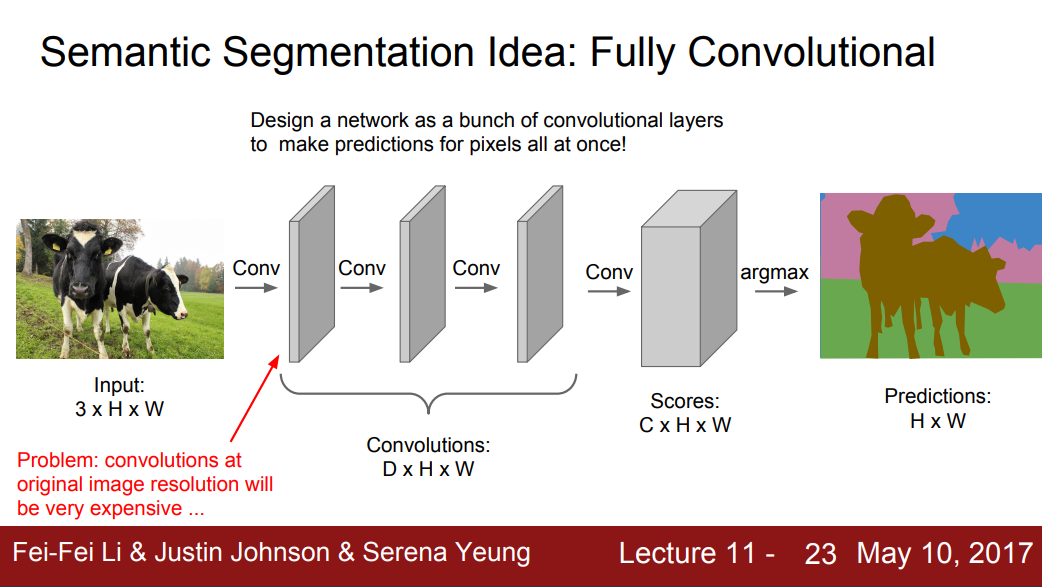 Semantic Segmentation Idea: Fully Convolutional
Design a network as a bunch of convolutional layers
to make predictions for pixels all at once!
Conv
Conv
Conv
Conv
argmax
Input:
3 x H x W
Convolutions:
D x H x W
Scores:
C x H x W
Predictions:
H x W
Problem: convolutions at
original image resolution will
be very expensive ...
Fei-Fei Li & Justin Johnson & Serena Yeung
Lecture 11 - 23 May 10, 2017